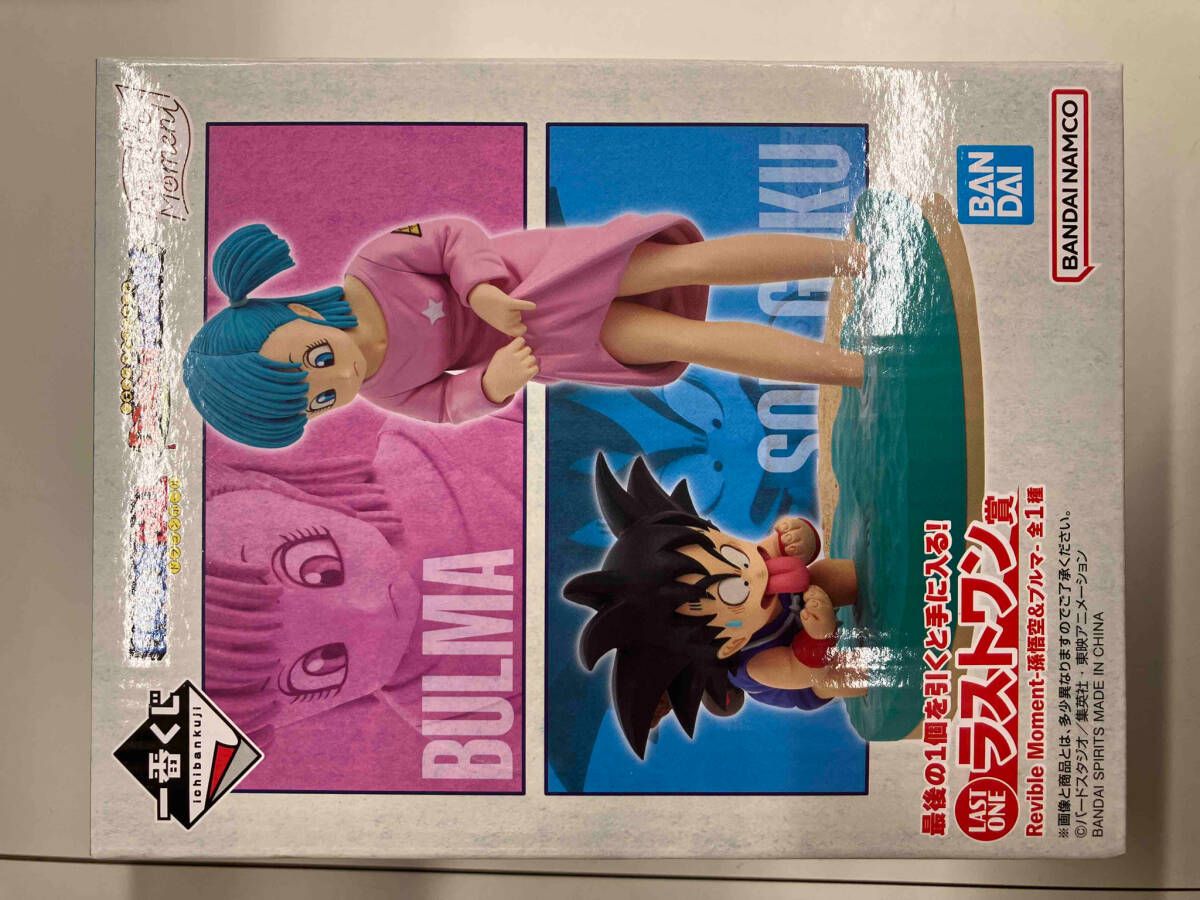 一番くじ
ichibankuji
Moment
BULMA
SON GOKU
最後の1個を引くと手に入る!
LAST
ONE
ラストワン賞
Revible Moment-孫悟空&ブルマ- 全1種
※画像と商品とは、多少異なりますのでご了承ください。
©バードスタジオ／集英社・東映アニメーション
BANDAI SPIRITS MADE IN CHINA
BAN
DAI
BANDAI NAMCO